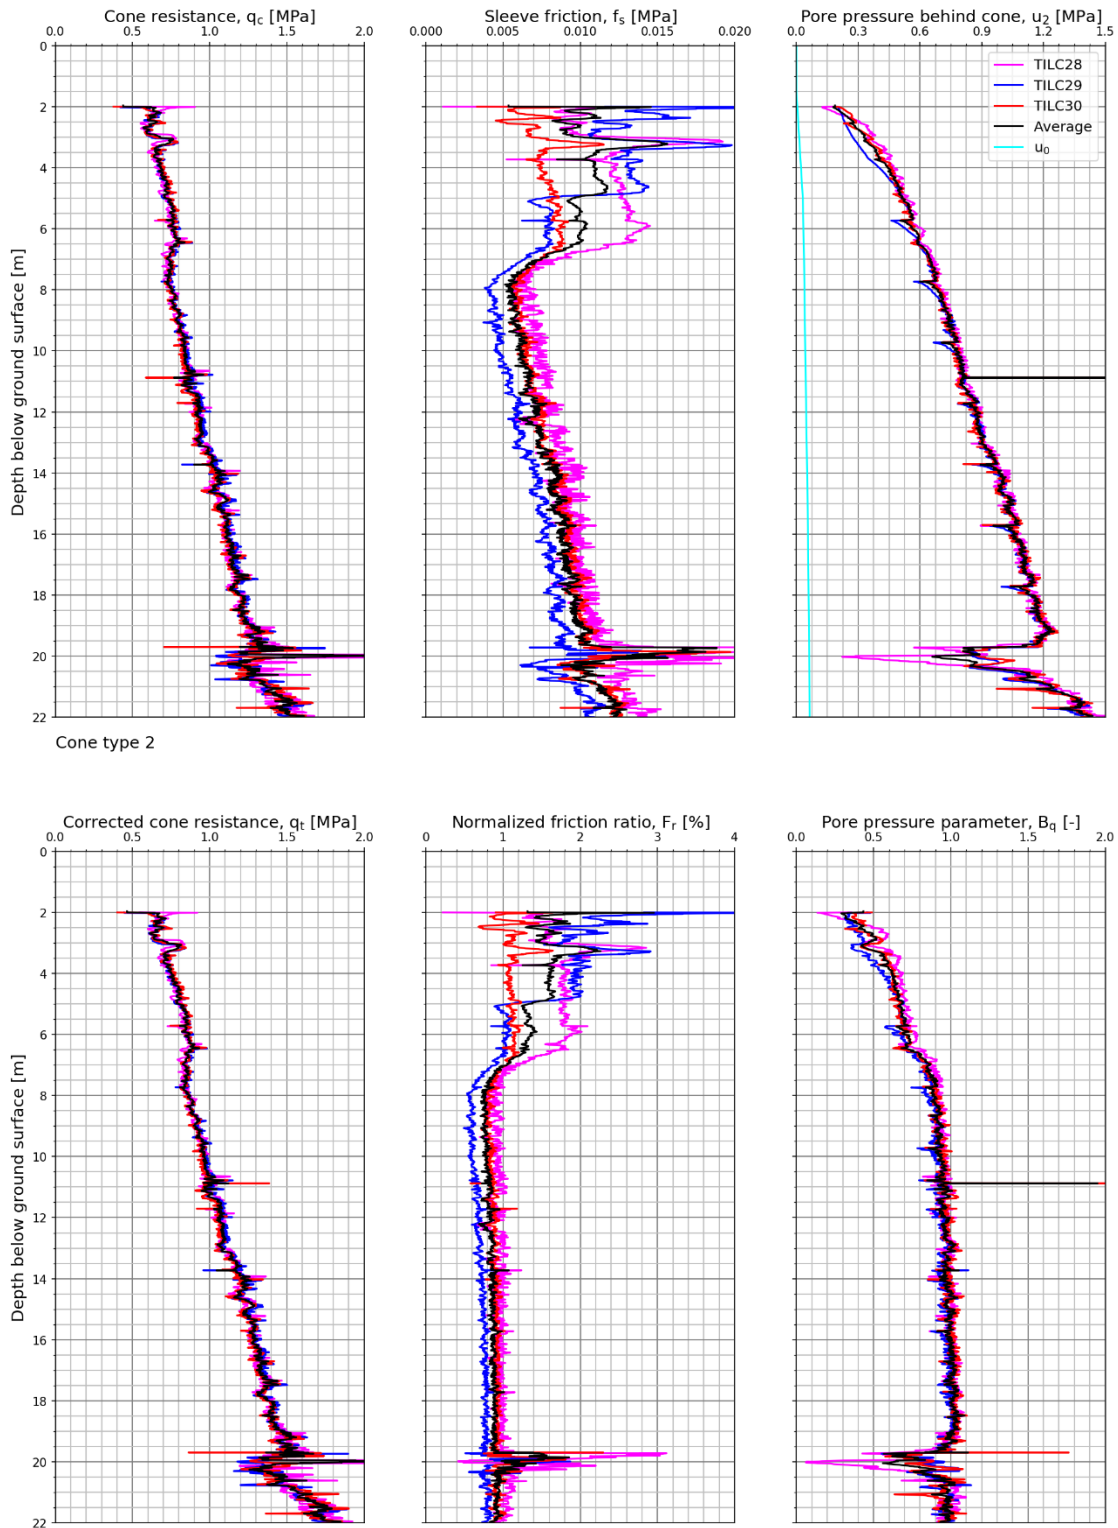 Cone resistance, qc [MPa]
0.0 0.5 1.0 1.5 2.0
Sleeve friction, fs [MPa]
0.000 0.005 0.010 0.015 0.020
Pore pressure behind cone, u2 [MPa]
0.0 0.3 0.6 0.9 1.2 1.5
Depth below ground surface [m]
0
2
4
6
8
10
12
14
16
18
20
22
TILC28
TILC29
TILC30
Average
u0
Cone type 2
Corrected cone resistance, qt [MPa]
0.0 0.5 1.0 1.5 2.0
Normalized friction ratio, Fr [%]
0 1 2 3 4
Pore pressure parameter, Bq [-]
0.0 0.5 1.0 1.5 2.0
Depth below ground surface [m]
0
2
4
6
8
10
12
14
16
18
20
22